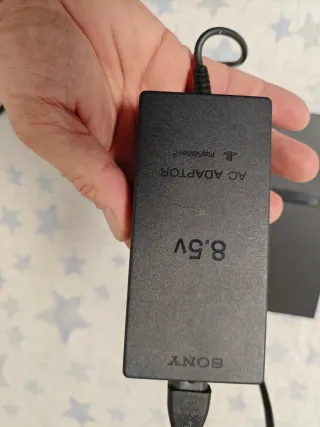 SONY
8.5V
AC ADAPTOR
PlayStation 2